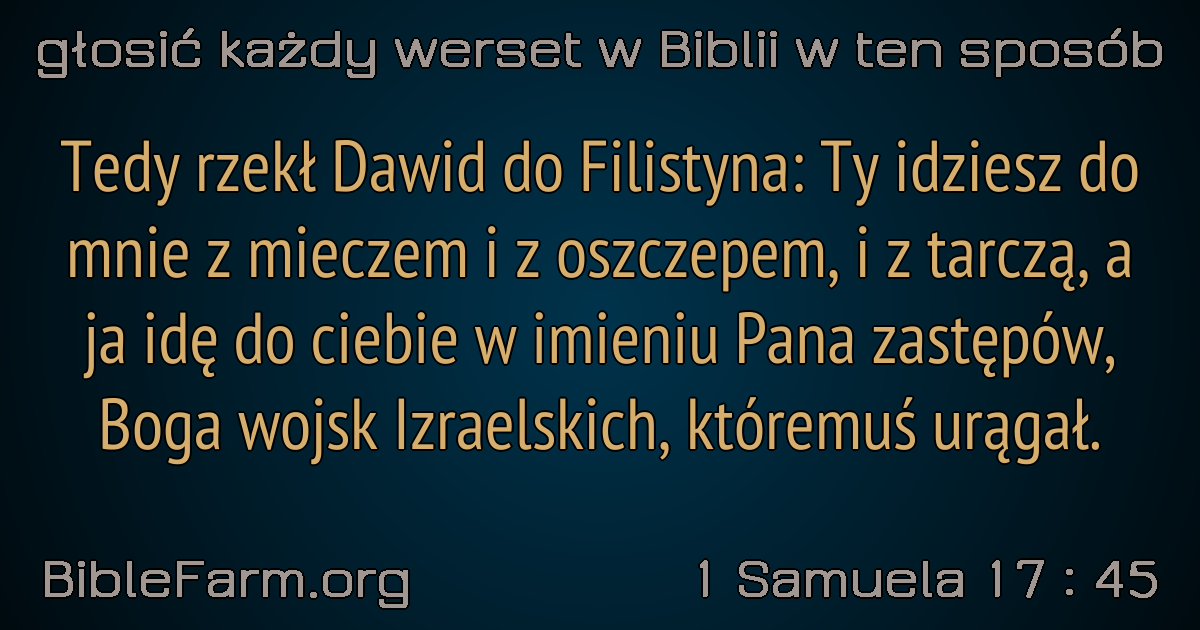 głosić każdy werset w Biblii w ten sposób
Tedy rzekł Dawid do Filistyna: Ty idziesz do
mnie z mieczem i z oszczepem, i z tarczą, a
ja idę do ciebie w imieniu Pana zastępów,
Boga wojsk Izraelskich, któremuś urągał.
BibleFarm.org
1 Samuela 17 : 45